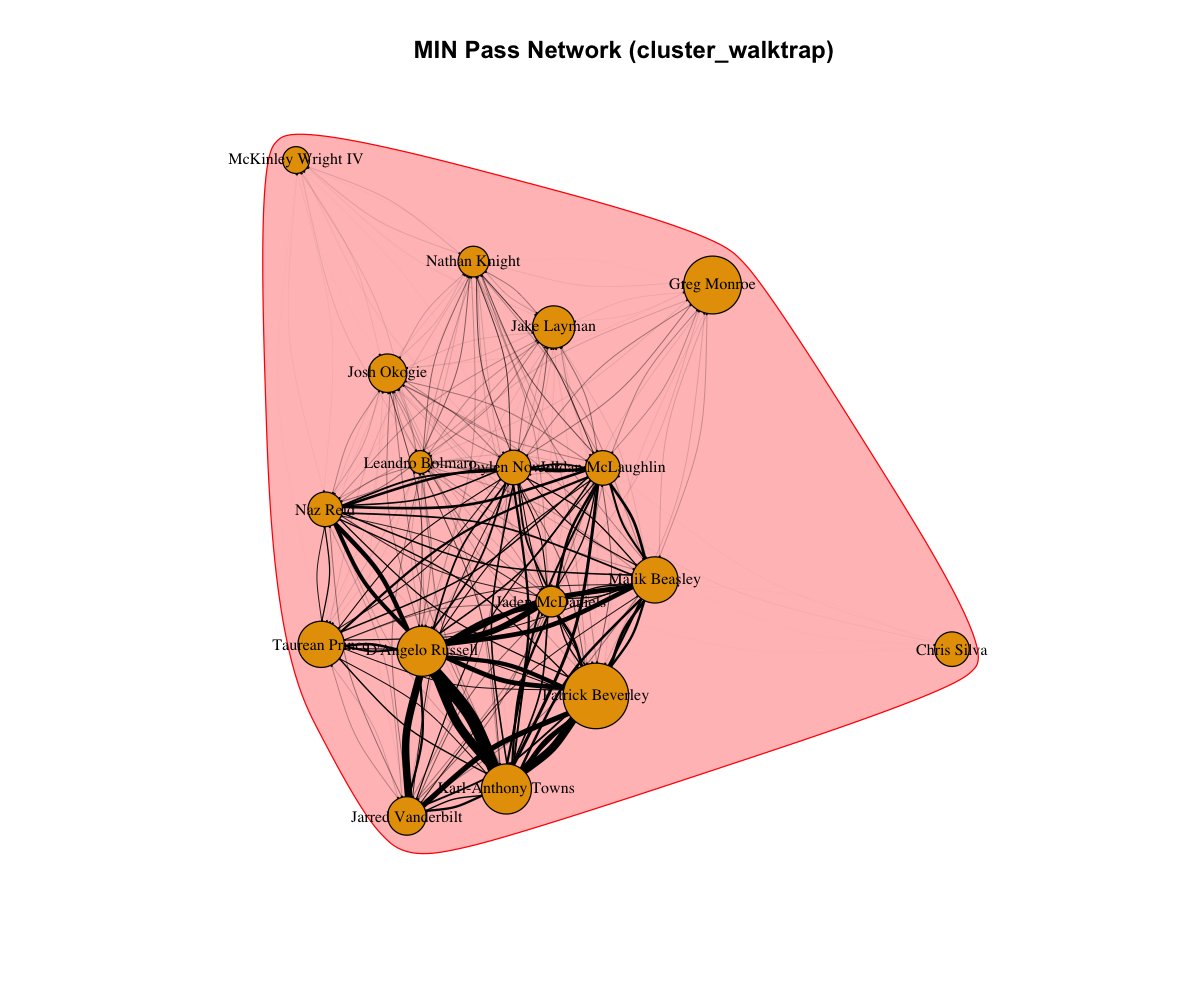 MIN Pass Network (cluster_walktrap)
McKinley Wright IV
Nathan Knight
Greg Monroe
Jake Layman
Josh Okogie
Leandro Bolmaro
Jaylen Nowell
Jordan McLaughlin
Naz Reid
Malik Beasley
Jaden McDaniels
Taurean Prince
D'Angelo Russell
Chris Silva
Patrick Beverley
Karl-Anthony Towns
Jarred Vanderbilt